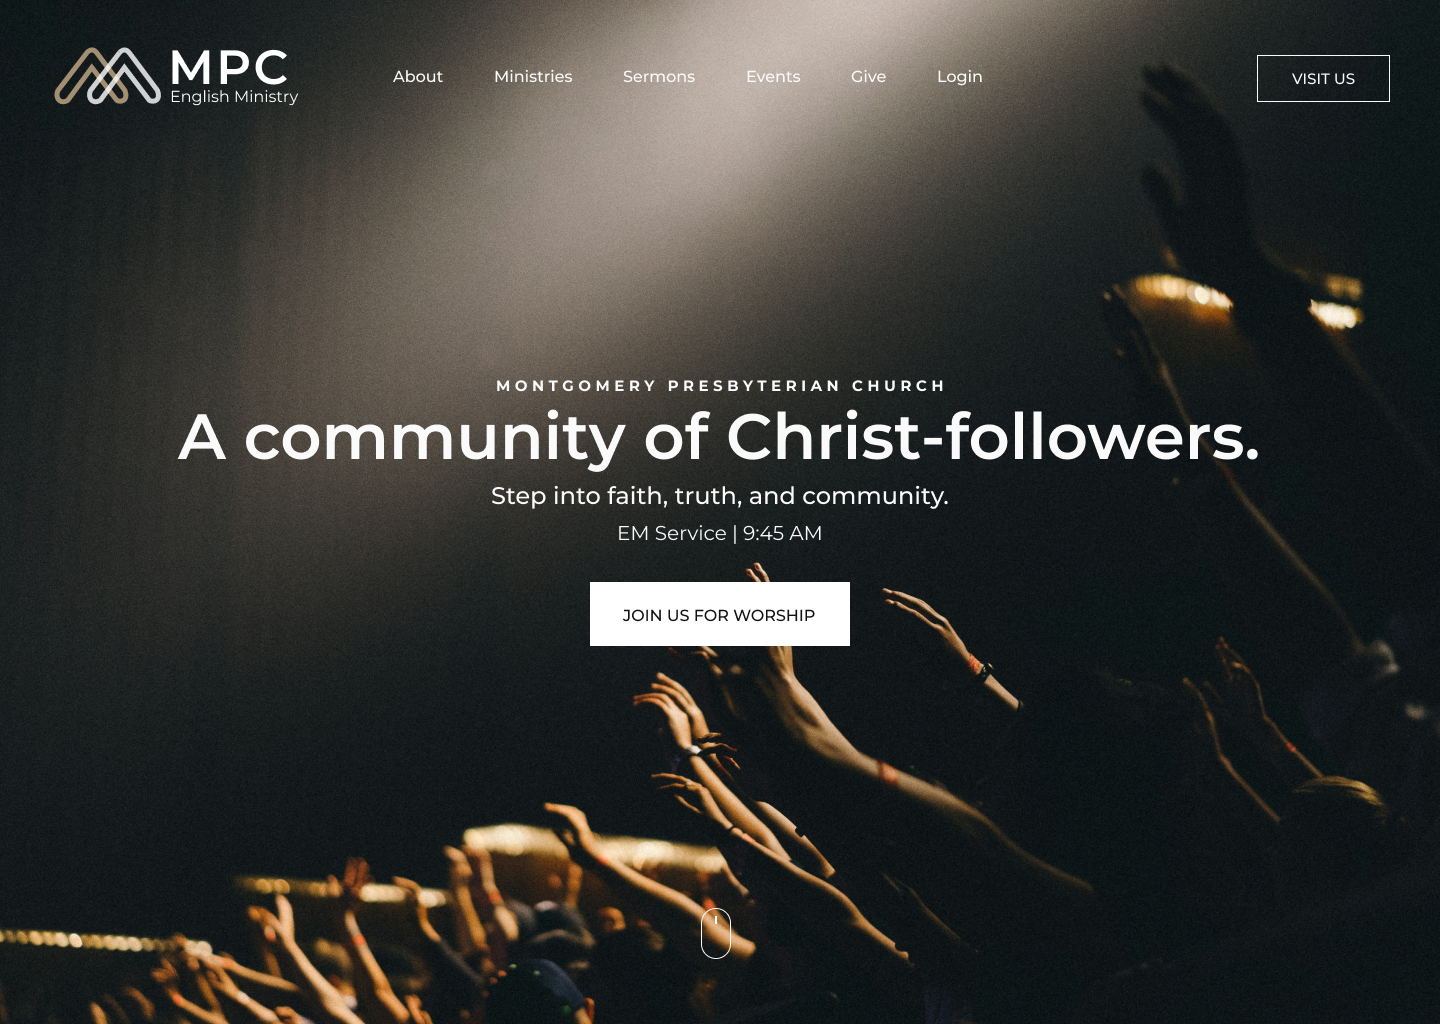 MPC
English Ministry
About
Ministries
Sermons
Events
Give
Login
VISIT US
MONTGOMERY PRESBYTERIAN CHURCH
A community of Christ-followers.
Step into faith, truth, and community.
EM Service | 9:45 AM
JOIN US FOR WORSHIP